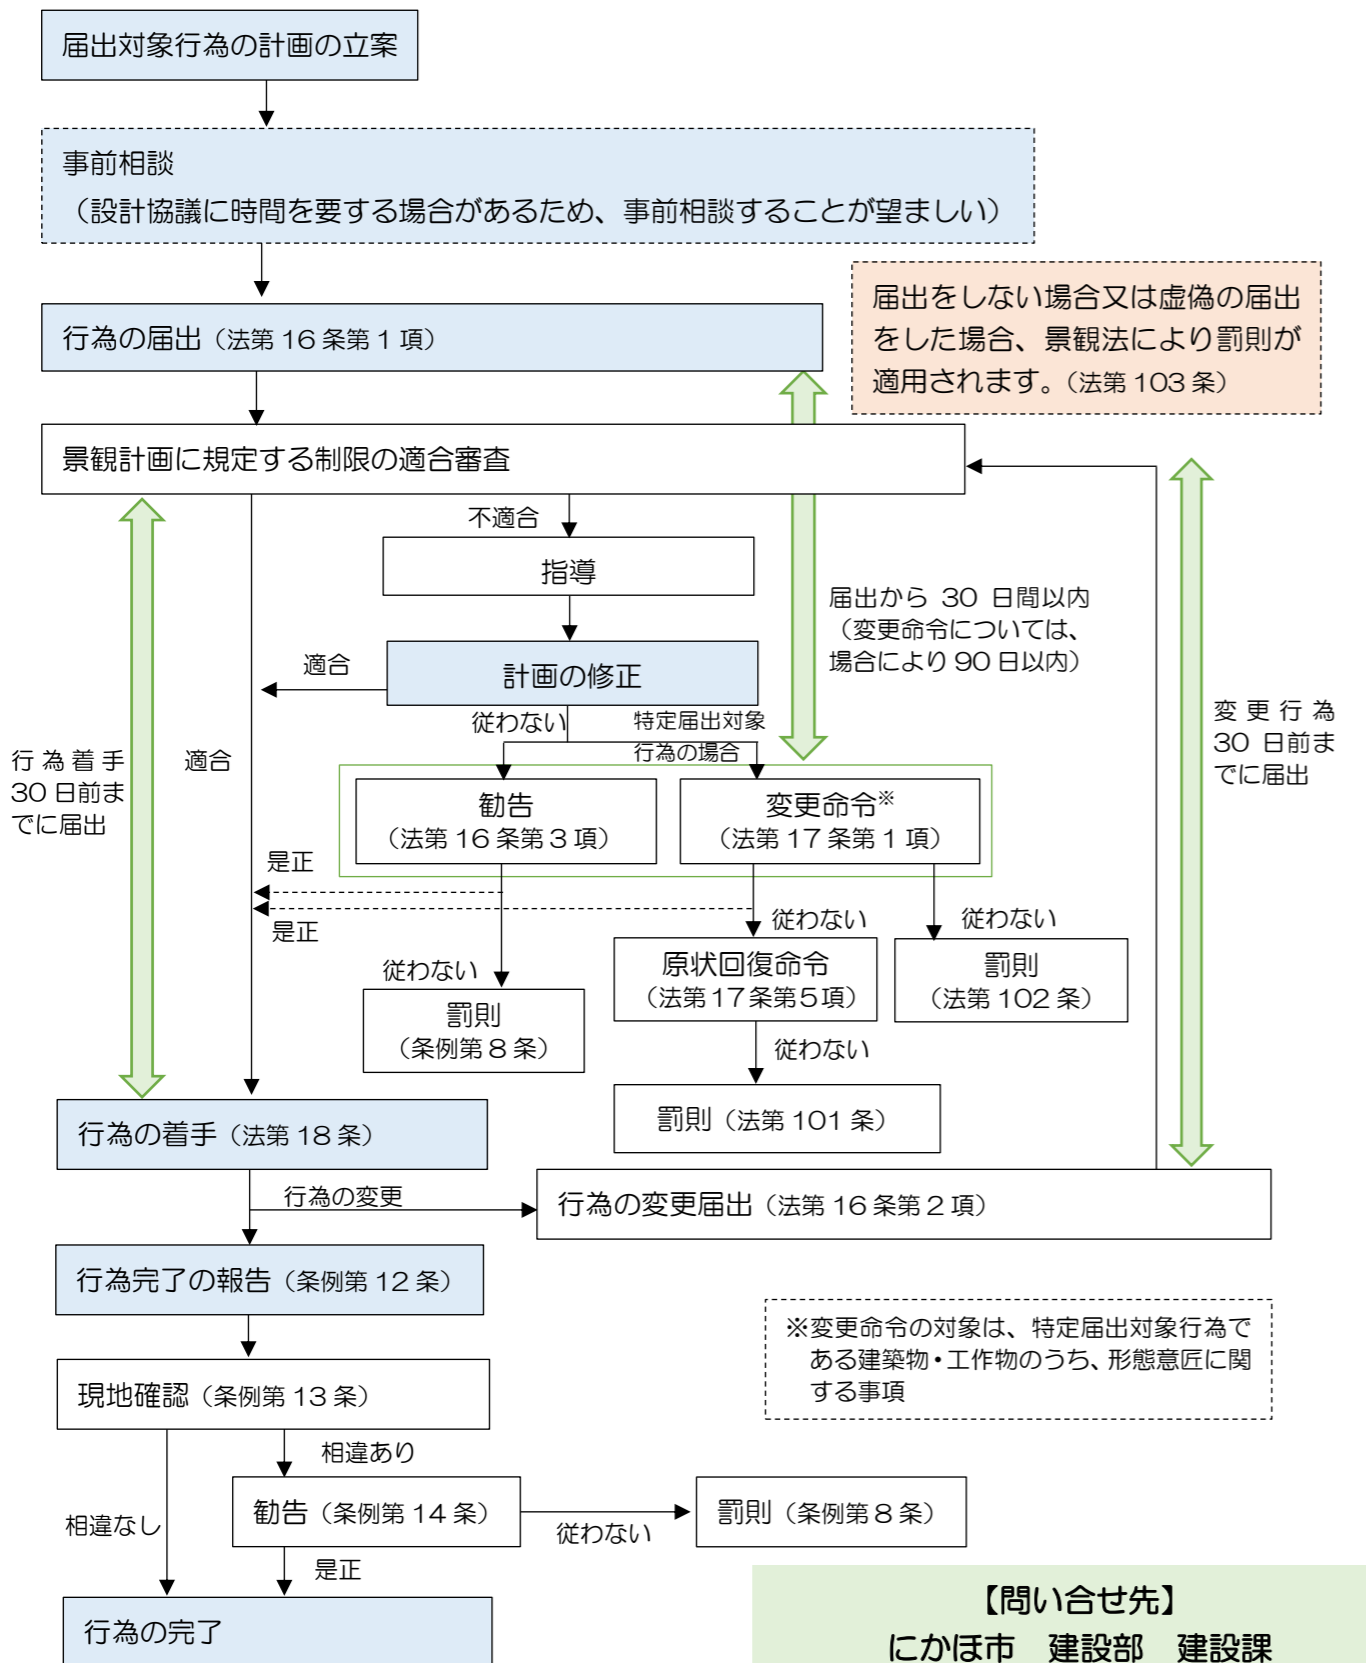 届出対象行為の計画の立案
事前相談
（設計協議に時間を要する場合があるため、事前相談することが望ましい）
届出をしない場合又は虚偽の届出
をした場合、景観法により罰則が
適用されます。（法第 103 条）
行為の届出（法第 16 条第 1 項）
景観計画に規定する制限の適合審査
不適合
指導
届出から 30 日間以内
（変更命令については、
場合により 90 日以内）
適合
計画の修正
従わない
特定届出対象
行為の場合
変更行為
30 日前ま
でに届出
行為着手
30 日前ま
でに届出
適合
勧告
（法第 16 条第 3 項）
変更命令※
（法第 17 条第 1 項）
是正
是正
従わない
従わない
従わない
原状回復命令
（法第 17 条第 5 項）
罰則
（法第 102 条）
罰則
（条例第 8 条）
従わない
罰則（法第 101 条）
行為の着手（法第 18 条）
行為の変更
行為の変更届出（法第 16 条第 2 項）
行為完了の報告（条例第 12 条）
※変更命令の対象は、特定届出対象行為で
ある建築物・工作物のうち、形態意匠に関
する事項
現地確認（条例第 13 条）
相違あり
相違なし
勧告（条例第 14 条）
従わない
罰則（条例第 8 条）
是正
行為の完了
【問い合せ先】
にかほ市　建設部　建設課